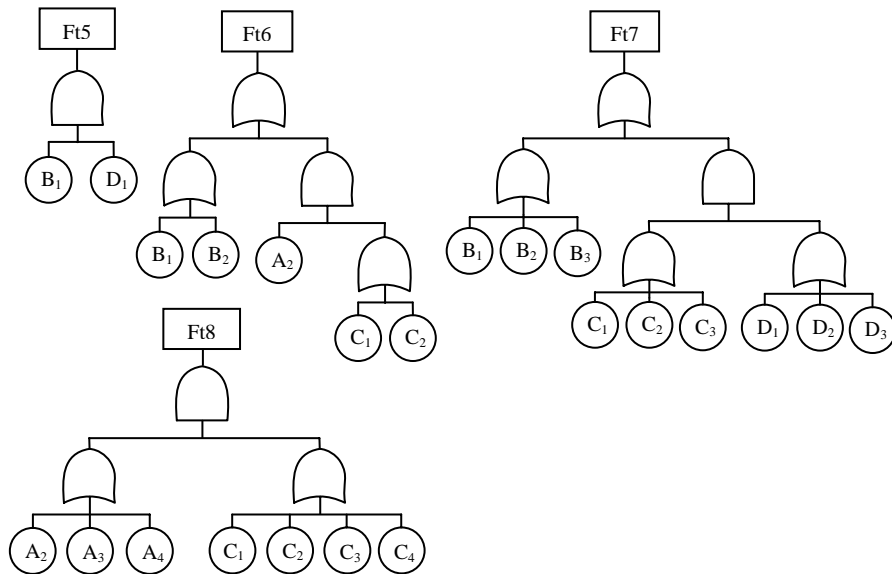 Ft5 Ft6 Ft7
B₁ D₁
B₁ B₂ A₂ B₁ B₂ B₃
C₁ C₂ C₁ C₂ C₃ D₁ D₂ D₃
Ft8
A₂ A₃ A₄ C₁ C₂ C₃ C₄